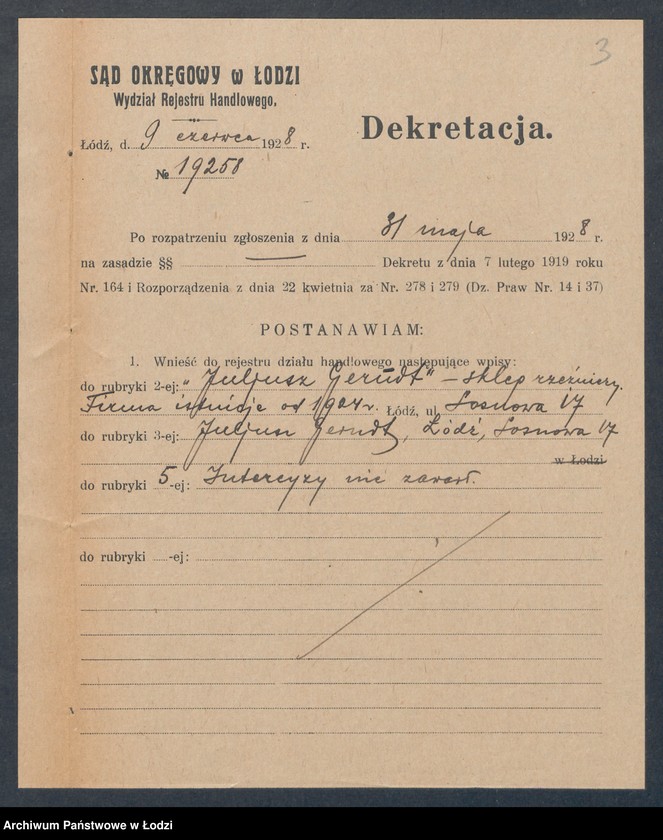 3
SĄD OKRĘGOWY w ŁODZI
Wydział Rejestru Handlowego,
Łódź, d. 9 czerwca 1928 r.
№ 19258
Dekretacja.
Po rozpatrzeniu zgłoszenia z dnia 31 maja 1928 r.
na zasadzie §§ — Dekretu z dnia 7 lutego 1919 roku
Nr. 164 i Rozporządzenia z dnia 22 kwietnia za Nr. 278 i 279 (Dz. Praw Nr. 14 i 37)
POSTANAWIAM:
1. Wnieść do rejestru działu handlowego następujące wpisy:
do rubryki 2-ej: „Juljusz Gerndt" – sklep rzeźniczy.
Firma istnieje od 1924 r. Łódź, ul. Sosnowa 17
do rubryki 3-ej: Juljusz Gerndt, Łódź, Sosnowa 17
w Łodzi
do rubryki 5-ej: Intercyzy nie zawarł.
do rubryki -ej:
Archiwum Państwowe w Łodzi